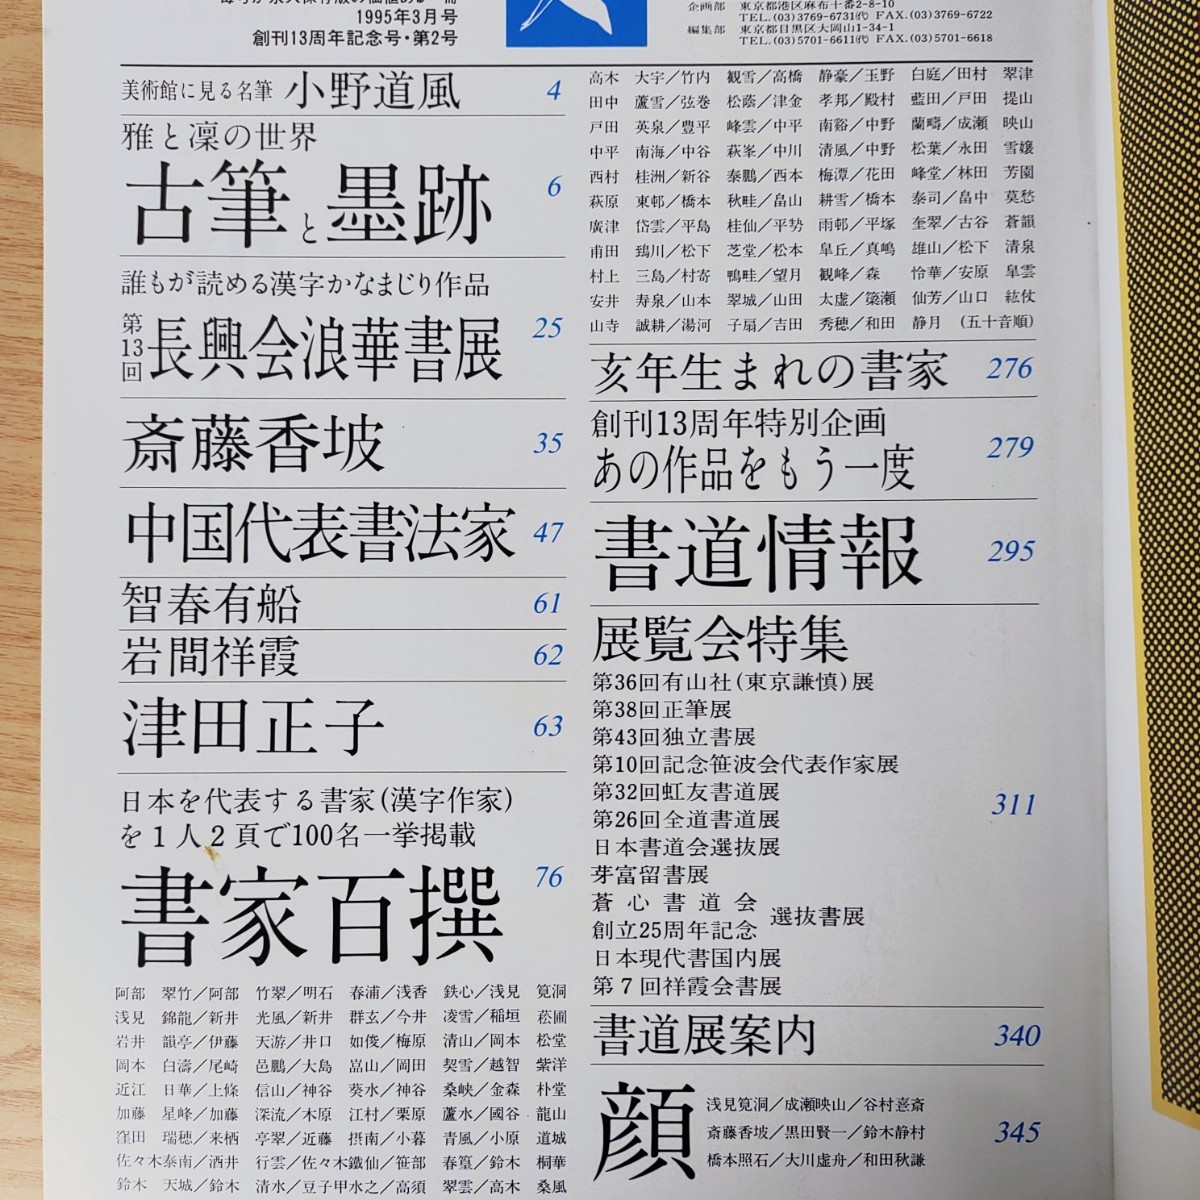 1995年3月号
創刊13周年記念号・第2号
美術館に見る名筆 小野道風 4
雅と凜の世界
古筆と墨跡 6
誰もが読める漢字かなまじり作品
第13回 長興会浪華書展 25
斎藤香坡 35
中国代表書法家 47
智春有船 61
岩間祥霞 62
津田正子 63
日本を代表する書家(漢字作家)
を1人2頁で100名一挙掲載
書家百撰 76
阿部 翠竹/阿部 竹翠/明石 春浦/浅香 鉄心/浅見 筧洞
浅見 錦龍/新井 光風/新井 群玄/今井 凌雪/稲垣 菘圃
岩井 韻亭/伊藤 天游/井口 如俊/梅原 清山/岡本 松堂
岡本 白濤/尾崎 邑鵬/大島 嵓山/岡田 契雪/越智 紫洋
近江 日華/上條 信山/神谷 葵水/神谷 桑峡/金森 朴堂
加藤 星峰/加藤 深流/木原 江村/栗原 蘆水/國谷 龍山
窪田 瑞穂/来栖 亭翠/近藤 摂南/小暮 青風/小原 道城
佐々木泰南/酒井 行雲/佐々木鐵仙/笹部 春篁/鈴木 桐華
鈴木 天城/鈴木 清水/豆子甲水之/高須 翠雲/高木 桑風
企画部 東京都港区麻布十番2-8-10
TEL.(03)3769-6731㈹ FAX.(03)3769-6722
編集部 東京都目黒区大岡山1-34-1
TEL.(03)5701-6611㈹ FAX.(03)5701-6618
高木 大宇/竹内 観雪/高橋 静豪/玉野 白庭/田村 翠津
田中 蘆雪/弦巻 松蔭/津金 孝邦/殿村 藍田/戸田 提山
戸田 英泉/豊平 峰雲/中平 南谿/中野 蘭疇/成瀬 映山
中平 南海/中谷 萩峯/中川 清風/中野 松葉/永田 雪嬢
西村 桂洲/新谷 泰鵬/西本 梅潭/花田 峰堂/林田 芳園
萩原 東邨/橋本 秋畦/畠山 耕雪/橋本 泰司/畠中 莫愁
廣津 岱雲/平島 桂仙/平㔟 雨邨/平塚 奎翠/古谷 蒼韻
甫田 鵄川/松下 芝堂/松本 皐丘/真嶋 雄山/松下 清泉
村上 三島/村寄 鴨畦/望月 観峰/森 怜華/安原 皐雲
安井 寿泉/山本 翠城/山田 太虚/簗瀬 仙芳/山口 紘仗
山寺 誠耕/湯河 子扇/吉田 秀穂/和田 静月 (五十音順)
亥年生まれの書家 276
創刊13周年特別企画
あの作品をもう一度 279
書道情報 295
展覧会特集
第36回有山社(東京謙慎)展
第38回正筆展
第43回独立書展
第10回記念笹波会代表作家展
第32回虹友書道展
第26回全道書道展
日本書道会選抜展
芽富留書展
蒼心書道会
創立25周年記念 選抜書展
日本現代書国内展
第7回祥霞会書展
311
書道展案内 340
顔 345
浅見筧洞/成瀬映山/谷村憙斎
斎藤香坡/黒田賢一/鈴木静村
橋本照石/大川虚舟/和田秋謙